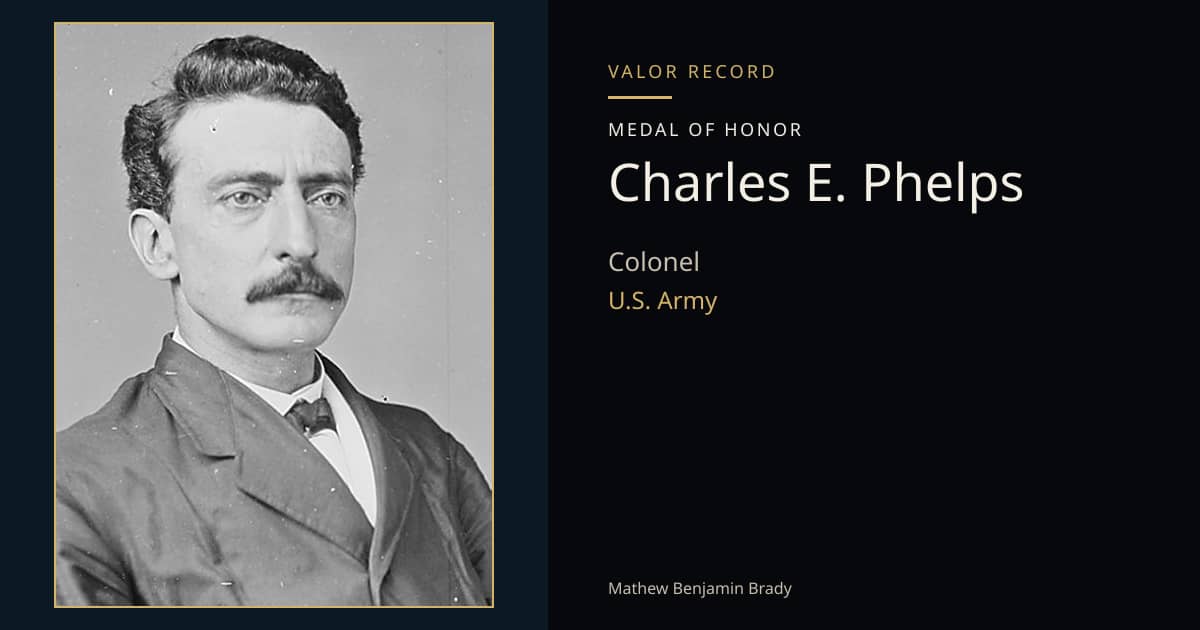 VALOR RECORD
MEDAL OF HONOR
Charles E. Phelps
Colonel
U.S. Army
Mathew Benjamin Brady